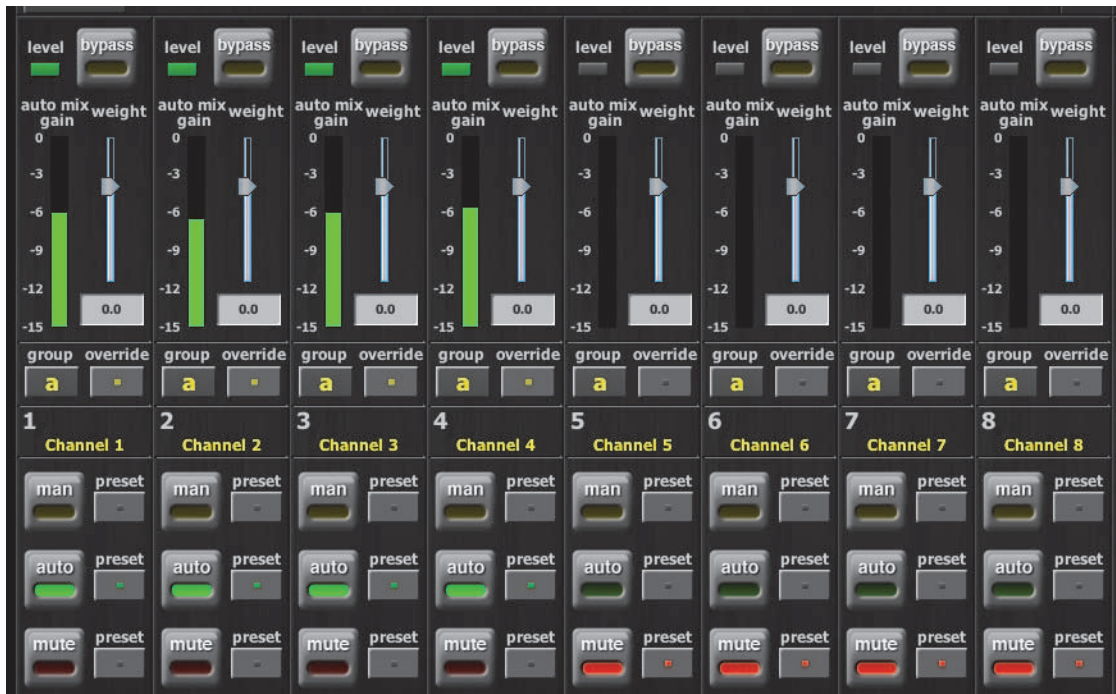 level bypass level bypass level bypass level bypass level bypass level bypass level bypass level bypass
auto mix gain weight auto mix gain weight auto mix gain weight auto mix gain weight auto mix gain weight auto mix gain weight auto mix gain weight auto mix gain weight
0 0 0 0 0 0 0 0
-3 -3 -3 -3 -3 -3 -3 -3
-6 -6 -6 -6 -6 -6 -6 -6
-9 -9 -9 -9 -9 -9 -9 -9
-12 -12 -12 -12 -12 -12 -12 -12
0.0 0.0 0.0 0.0 0.0 0.0 0.0 0.0
-15 -15 -15 -15 -15 -15 -15 -15
group override group override group override group override group override group override group override group override
a a a a a a a a
1 2 3 4 5 6 7 8
Channel 1 Channel 2 Channel 3 Channel 4 Channel 5 Channel 6 Channel 7 Channel 8
man preset man preset man preset man preset man preset man preset man preset man preset
auto preset auto preset auto preset auto preset auto preset auto preset auto preset auto preset
mute preset mute preset mute preset mute preset mute preset mute preset mute preset mute preset